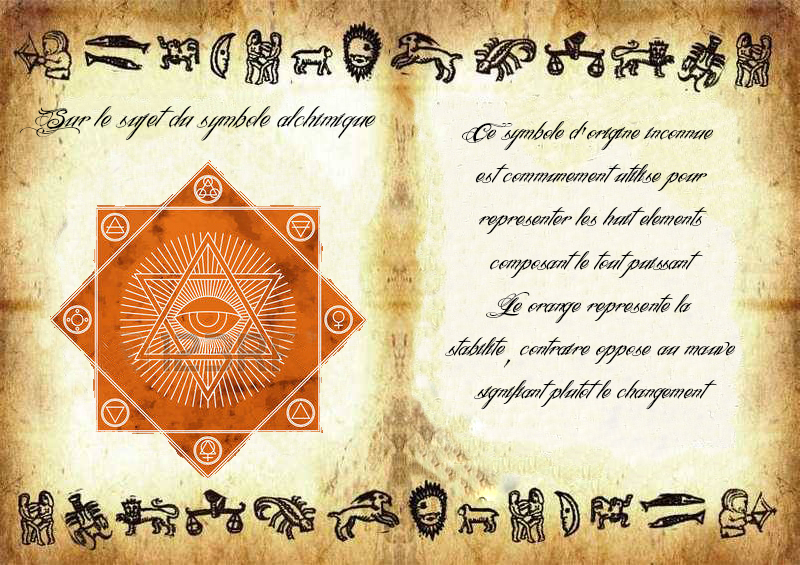 Sur le sujet du symbole alchimique
Ce symbole d'origine inconnue
est communement utilise pour
representer les huit elements
composant le tout puissant
Le orange represente la
stabilite, contraire oppose au mauve
signifiant plutot le changement